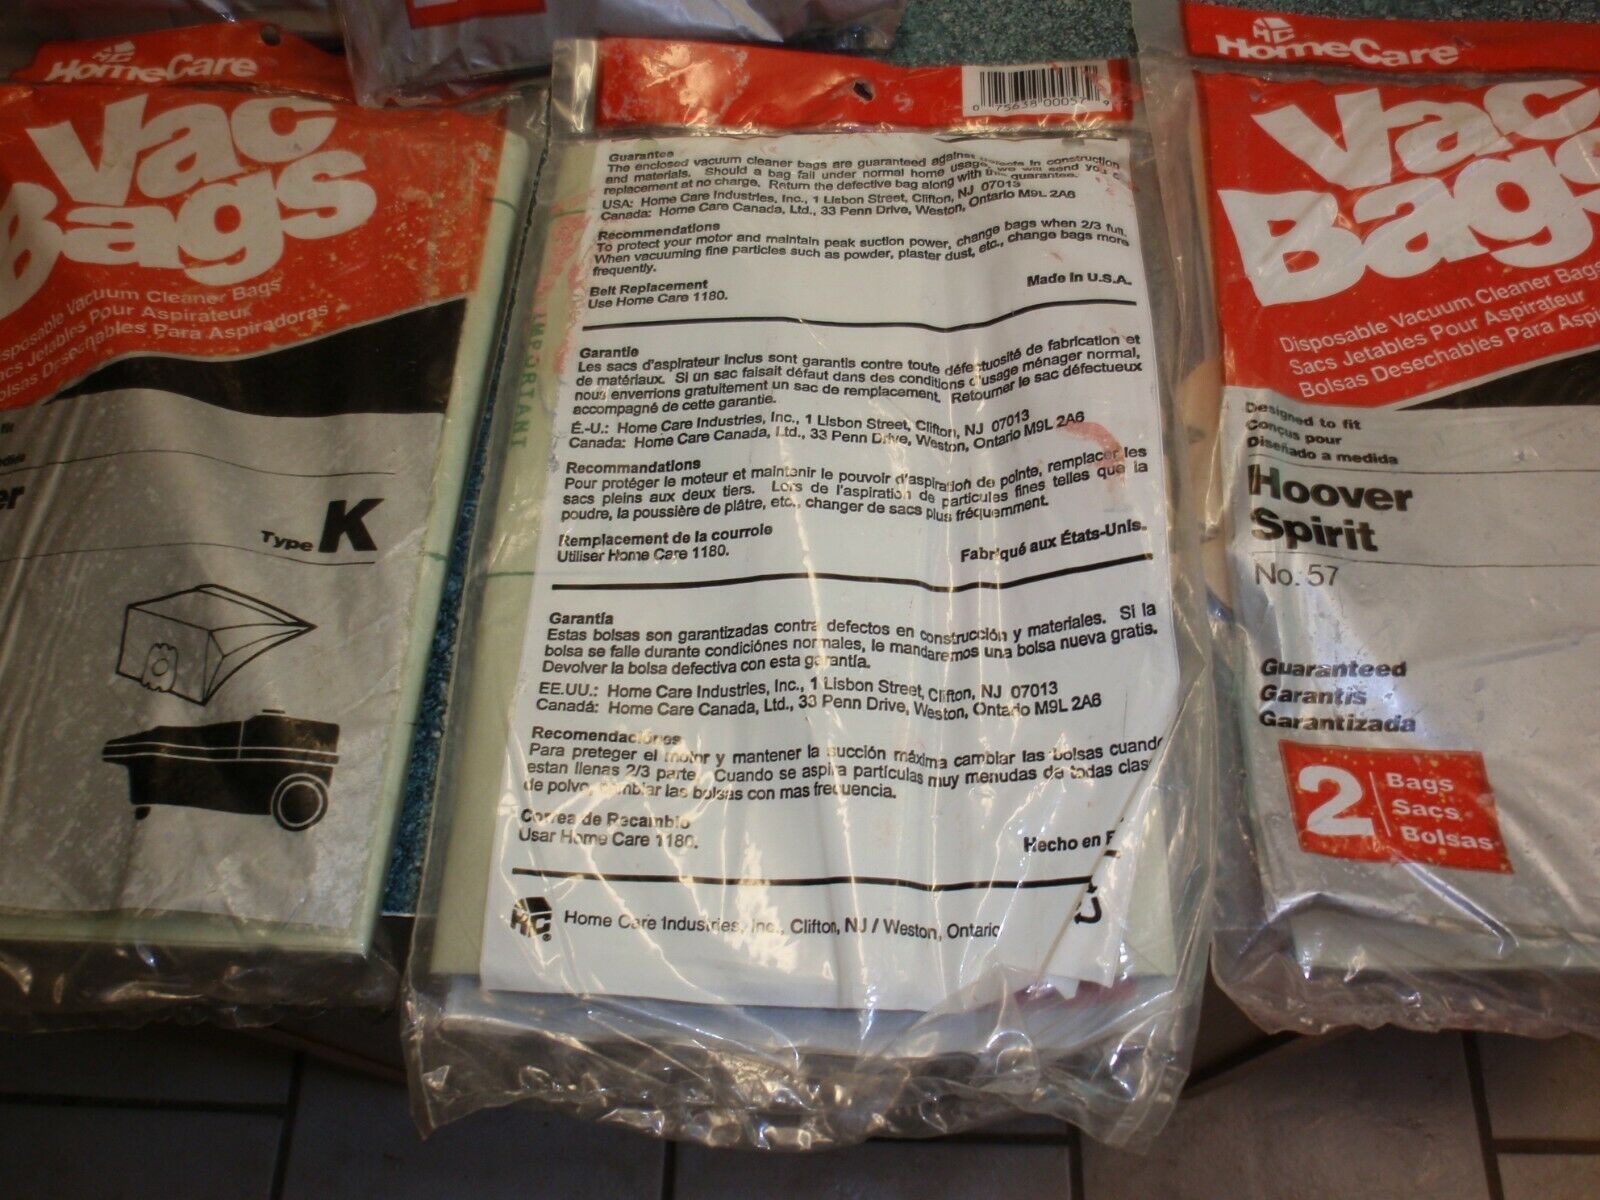 HomeCare
Vac
Bags
Disposable Vacuum Cleaner Bags
Sacs Jetables Pour Aspirateur
Bolsas Desechables Para Aspiradoras
fit
Type K
0 75638 00057 9
Guarantee
The enclosed vacuum cleaner bags are guaranteed against defects in construction
and materials. Should a bag fail under normal home usage, we will send you a
replacement at no charge. Return the defective bag along with this guarantee.
USA: Home Care Industries, Inc., 1 Lisbon Street, Clifton, NJ 07013
Canada: Home Care Canada, Ltd., 33 Penn Drive, Weston, Ontario M9L 2A6
Recommendations
To protect your motor and maintain peak suction power, change bags when 2/3 full.
When vacuuming fine particles such as powder, plaster dust, etc., change bags more
frequently.
Belt Replacement
Use Home Care 1180.
Made in U.S.A.
Garantie
Les sacs d'aspirateur inclus sont garantis contre toute défectuosité de fabrication et
de matériaux. Si un sac faisait défaut dans des conditions d'usage ménager normal,
nous enverrons gratuitement un sac de remplacement. Retourner le sac défectueux
accompagné de cette garantie.
É.-U.: Home Care Industries, Inc., 1 Lisbon Street, Clifton, NJ 07013
Canada: Home Care Canada, Ltd., 33 Penn Drive, Weston, Ontario M9L 2A6
Recommandations
Pour protéger le moteur et maintenir le pouvoir d'aspiration de pointe, remplacer les
sacs pleins aux deux tiers. Lors de l'aspiration de particules fines telles que la
poudre, la poussière de plâtre, etc., changer de sacs plus fréquemment.
Remplacement de la courroie
Utiliser Home Care 1180.
Fabriqué aux États-Unis.
Garantía
Estas bolsas son garantizadas contra defectos en construcción y materiales. Si la
bolsa se falle durante condiciónes normales, le mandaremos una bolsa nueva gratis.
Devolver la bolsa defectiva con esta garantía.
EE.UU.: Home Care Industries, Inc., 1 Lisbon Street, Clifton, NJ 07013
Canadá: Home Care Canada, Ltd., 33 Penn Drive, Weston, Ontario M9L 2A6
Recomendaciónes
Para preteger el motor y mantener la succión máxima cambiar las bolsas cuando
estan llenas 2/3 parte. Cuando se aspira partículas muy menudas de todas clas
de polvo, cambiar las bolsas con mas frecuencia.
Correa de Recambio
Usar Home Care 1180.
Hecho en
HC® Home Care Industries, Inc., Clifton, NJ / Weston, Ontario
IMPORTANT
HomeCare
Vac
Bags
Disposable Vacuum Cleaner Bags
Sacs Jetables Pour Aspirateur
Bolsas Desechables Para Aspi
Designed to fit
Conçus pour
Diseñado a medida
Hoover
Spirit
No. 57
Guaranteed
Garantis
Garantizada
2 Bags
Sacs
Bolsas